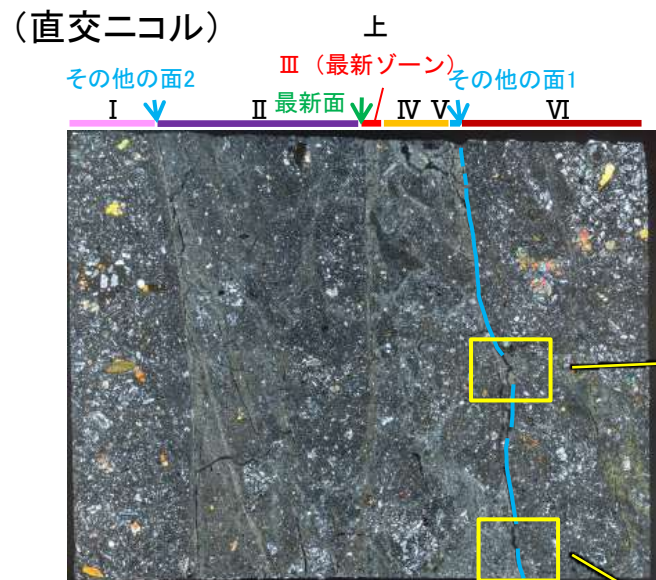 （直交ニコル）
上
Ⅲ（最新ゾーン）
その他の面2
その他の面1
最新面
Ⅰ Ⅱ Ⅳ Ⅴ Ⅵ